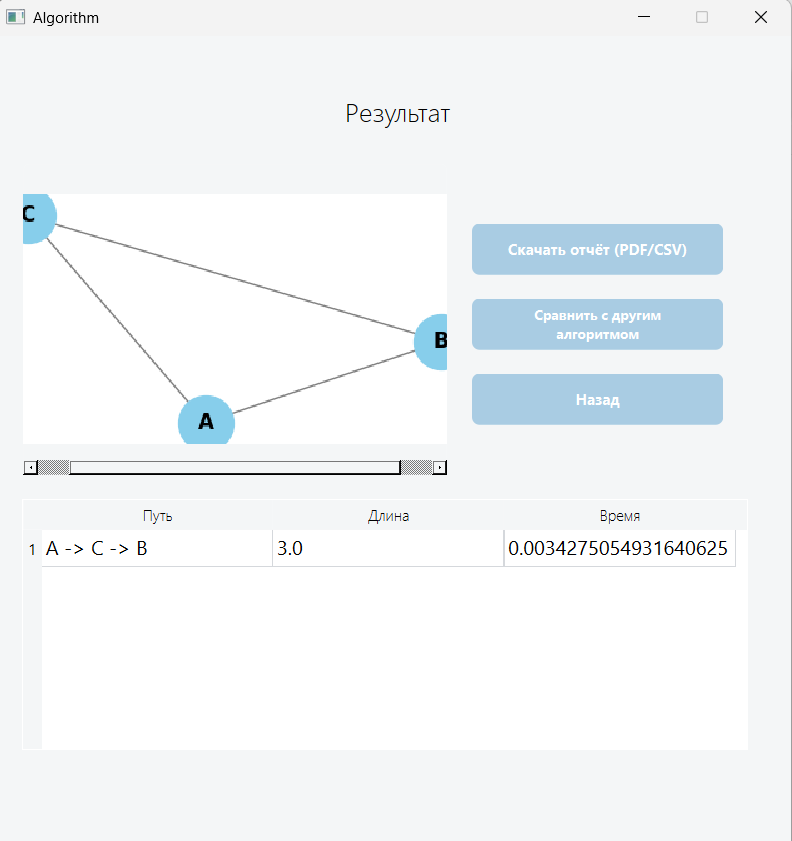 Algorithm
Результат
C
B
A
Скачать отчёт (PDF/CSV)
Сравнить с другим
алгоритмом
Назад
Путь Длина Время
1 A -> C -> B 3.0 0.0034275054931640625